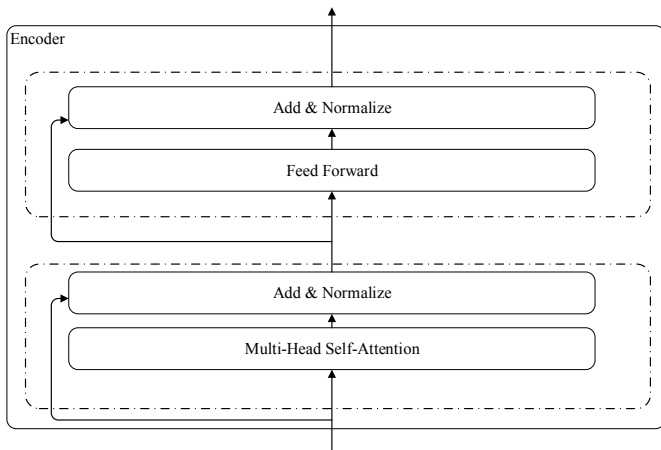 Encoder
Add & Normalize
Feed Forward
Add & Normalize
Multi-Head Self-Attention